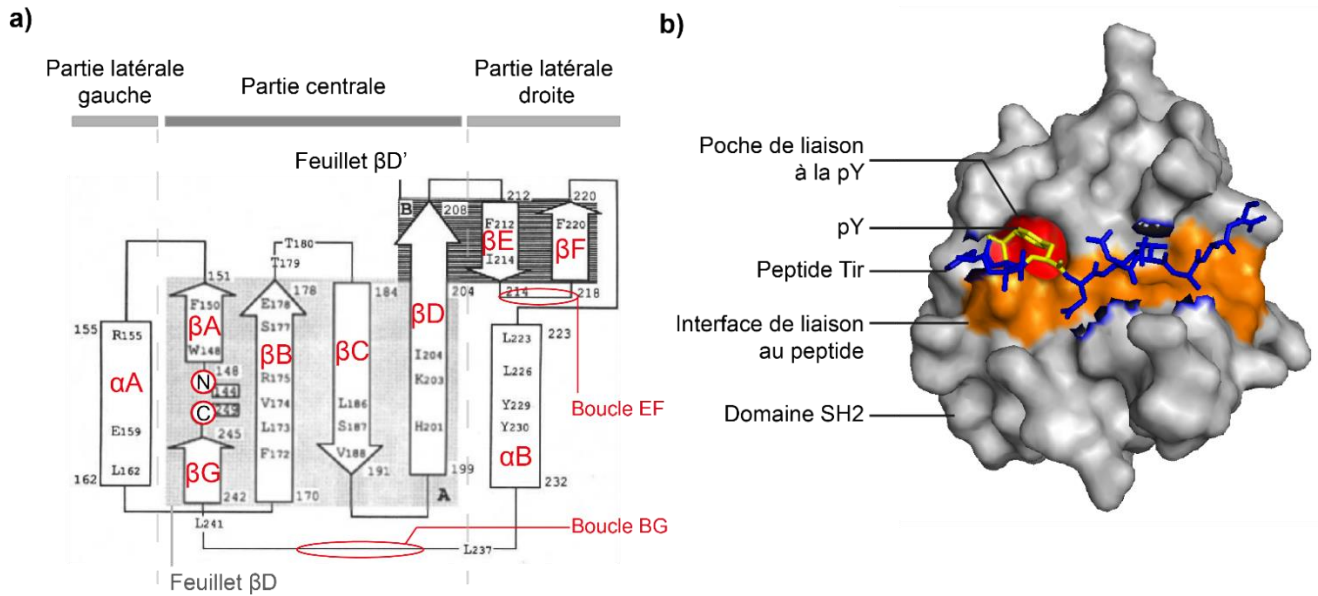 a)
Partie latérale
gauche
Partie centrale
Partie latérale
droite
Feuillet βD'
B
208
212
220
F212
βE
I214
F220
βF
T180
T179
151
178
184
204
214
218
F150
βA
W148
E178
S177
βB
R175
V174
L173
F172
βC
L186
S187
V188
βD
I204
K203
H201
155
R155
αA
E159
L162
162
148
N
144
C
249
245
βG
242
170
191
199
A
223
L223
L226
Y229
Y230
αB
232
L241
L237
Boucle EF
Boucle BG
Feuillet βD
b)
Poche de liaison
à la pY
pY
Peptide Tir
Interface de liaison
au peptide
Domaine SH2